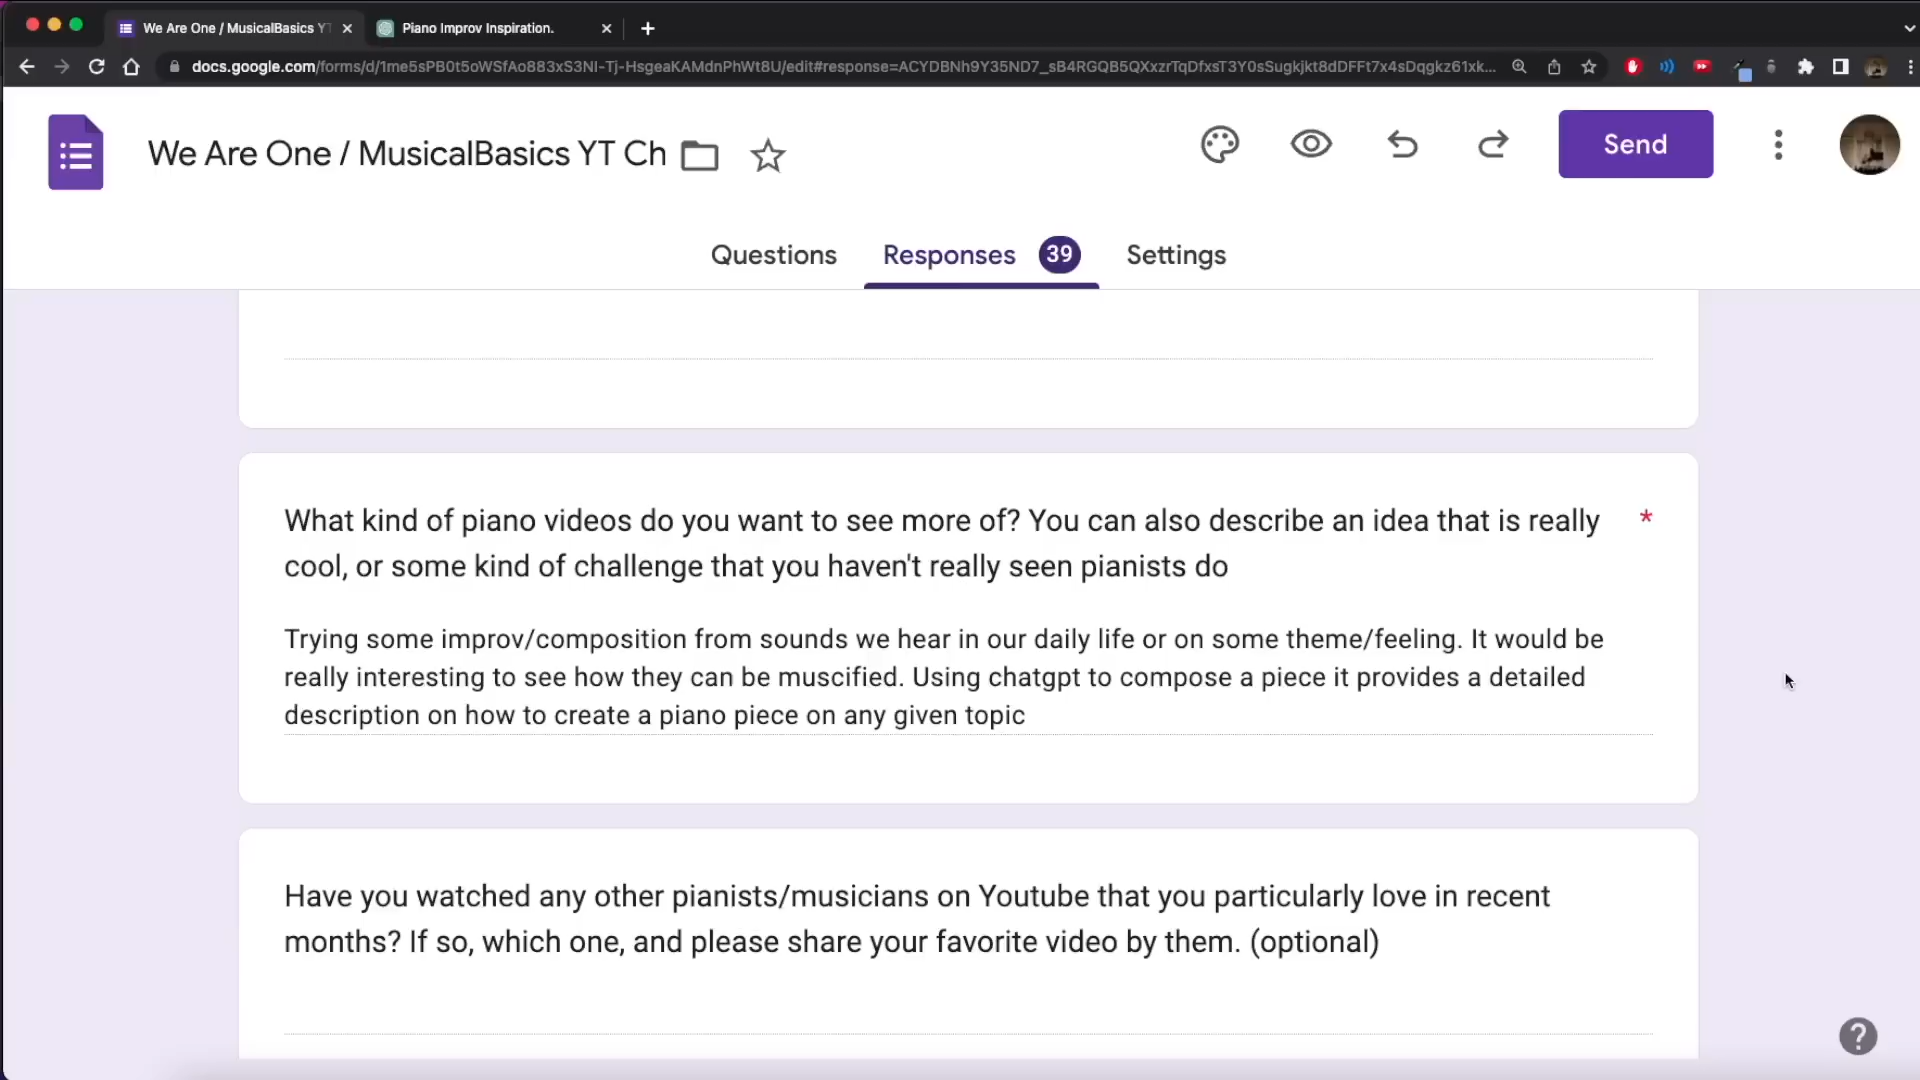 We Are One / MusicalBasics YT
Piano Improv Inspiration.
docs.google.com/forms/d/1me5sPB0t5oWSfAo883xS3NI-Tj-HsgeaKAMdnPhWt8U/edit#response=ACYDBNh9Y35ND7_sB4RGQB5QXxzrTqDfxsT3Y0sSugkjkt8dDFFt7x4sDqgkz61xk...
We Are One / MusicalBasics YT Ch
Send
Questions
Responses 39
Settings
What kind of piano videos do you want to see more of? You can also describe an idea that is really *
cool, or some kind of challenge that you haven't really seen pianists do
Trying some improv/composition from sounds we hear in our daily life or on some theme/feeling. It would be
really interesting to see how they can be muscified. Using chatgpt to compose a piece it provides a detailed
description on how to create a piano piece on any given topic
Have you watched any other pianists/musicians on Youtube that you particularly love in recent
months? If so, which one, and please share your favorite video by them. (optional)